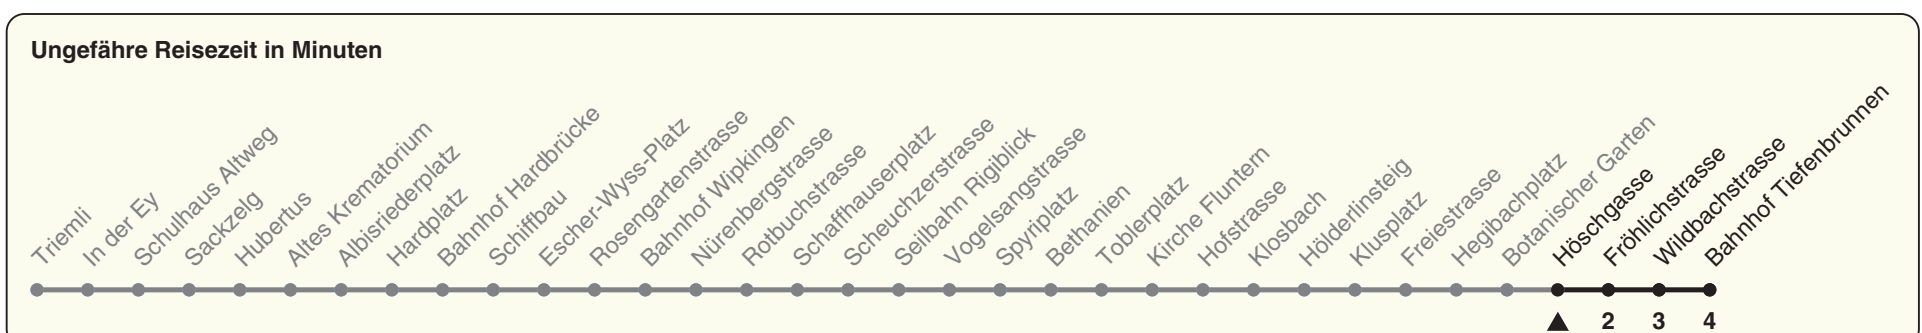 Ungefähre Reisezeit in Minuten
Triemli
In der Ey
Schulhaus Altweg
Sackzelg
Hubertus
Altes Krematorium
Albisriederplatz
Hardplatz
Bahnhof Hardbrücke
Schiffbau
Escher-Wyss-Platz
Rosengartenstrasse
Bahnhof Wipkingen
Nürenbergstrasse
Rotbuchstrasse
Schaffhauserplatz
Scheuchzerstrasse
Seilbahn Rigiblick
Vogelsangstrasse
Spyriplatz
Bethanien
Toblerplatz
Kirche Fluntern
Hofstrasse
Klosbach
Hölderlinsteig
Klusplatz
Freiestrasse
Hegibachplatz
Botanischer Garten
Höschgasse
Fröhlichstrasse
Wildbachstrasse
Bahnhof Tiefenbrunnen
2 3 4